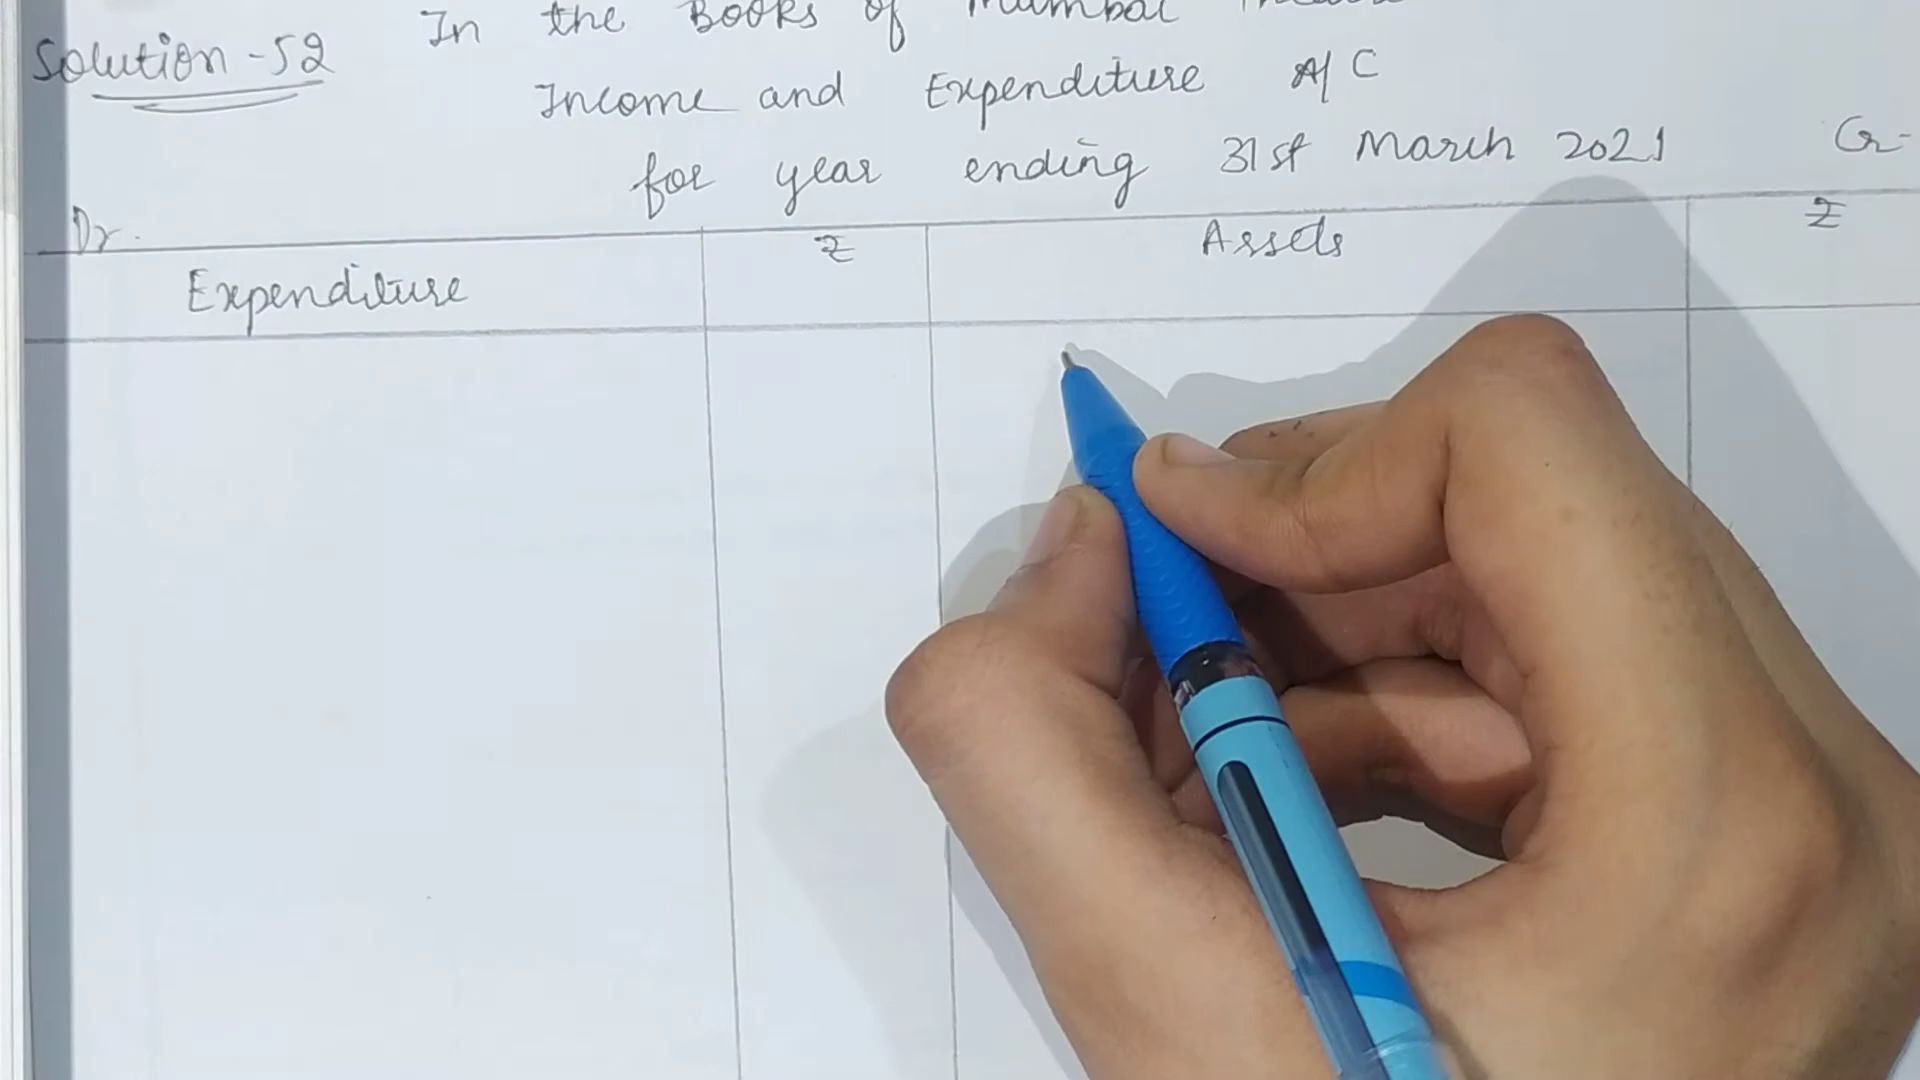 Solution - 52
In the Books of Mumbai
Income and Expenditure A/C
for year ending 31st March 2021
Dr. Cr-
Expenditure ₹ Assets ₹